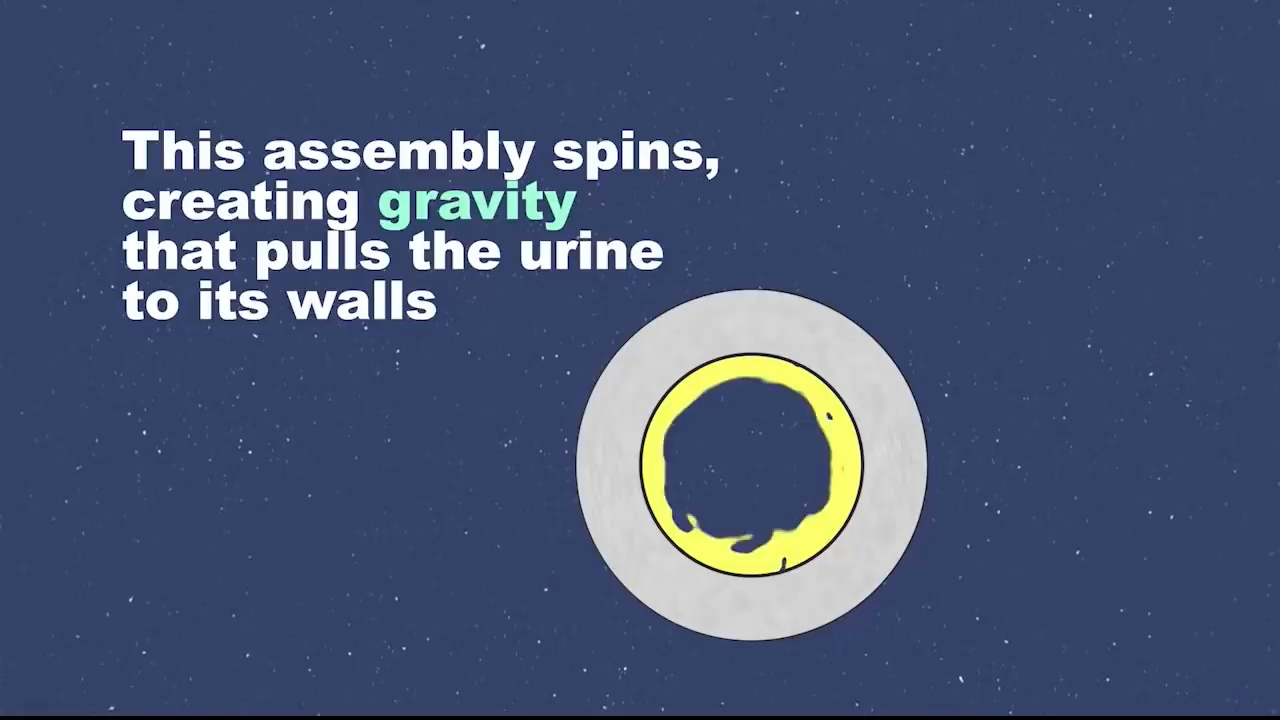 This assembly spins,
creating gravity
that pulls the urine
to its walls